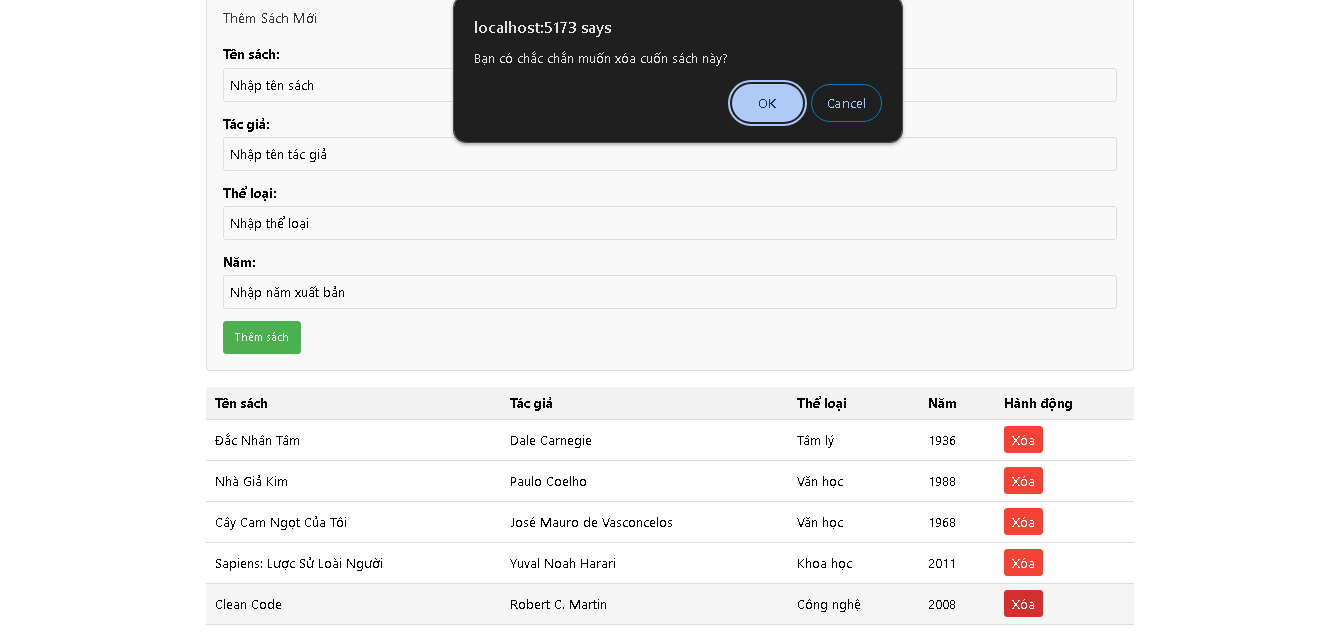 Thêm Sách Mới
localhost:5173 says
Bạn có chắc chắn muốn xóa cuốn sách này?
OK Cancel
Tên sách:
Nhập tên sách
Tác giả:
Nhập tên tác giả
Thể loại:
Nhập thể loại
Năm:
Nhập năm xuất bản
Thêm sách
Tên sách Tác giả Thể loại Năm Hành động
Đắc Nhân Tâm Dale Carnegie Tâm lý 1936 Xóa
Nhà Giả Kim Paulo Coelho Văn học 1988 Xóa
Cây Cam Ngọt Của Tôi José Mauro de Vasconcelos Văn học 1968 Xóa
Sapiens: Lược Sử Loài Người Yuval Noah Harari Khoa học 2011 Xóa
Clean Code Robert C. Martin Công nghệ 2008 Xóa